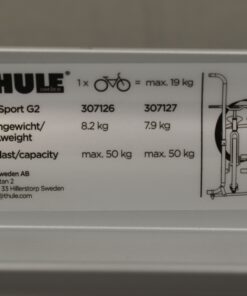 THULE
1 x = max. 19 kg
Sport G2 307126 307127
ngewicht/
weight 8.2 kg 7.9 kg
last/capacity max. 50 kg max. 50 kg
weden AB
tan 2
33 Hillerstorp Sweden
@thule.com